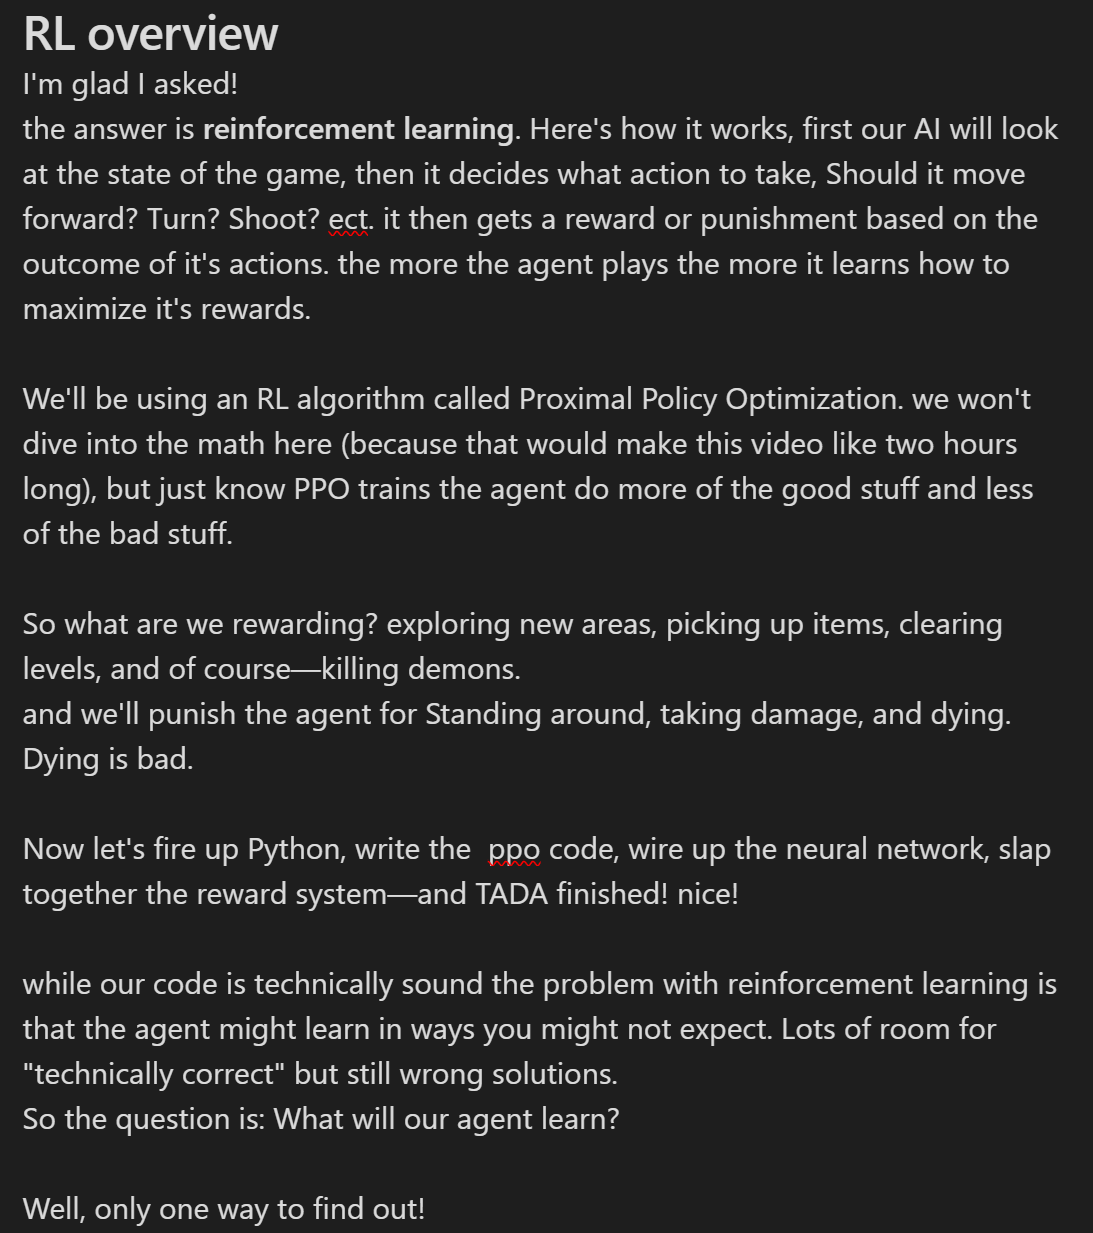 RL overview
I'm glad I asked!
the answer is reinforcement learning. Here's how it works, first our AI will look
at the state of the game, then it decides what action to take, Should it move
forward? Turn? Shoot? ect. it then gets a reward or punishment based on the
outcome of it's actions. the more the agent plays the more it learns how to
maximize it's rewards.
We'll be using an RL algorithm called Proximal Policy Optimization. we won't
dive into the math here (because that would make this video like two hours
long), but just know PPO trains the agent do more of the good stuff and less
of the bad stuff.
So what are we rewarding? exploring new areas, picking up items, clearing
levels, and of course—killing demons.
and we'll punish the agent for Standing around, taking damage, and dying.
Dying is bad.
Now let's fire up Python, write the  ppo code, wire up the neural network, slap
together the reward system—and TADA finished! nice!
while our code is technically sound the problem with reinforcement learning is
that the agent might learn in ways you might not expect. Lots of room for
"technically correct" but still wrong solutions.
So the question is: What will our agent learn?
Well, only one way to find out!